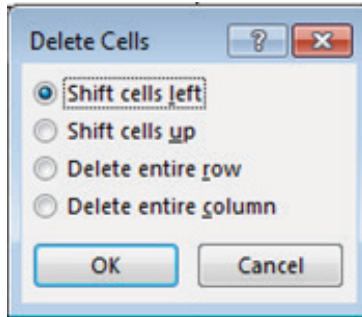 Delete Cells ?
Shift cells left
Shift cells up
Delete entire row
Delete entire column
OK Cancel